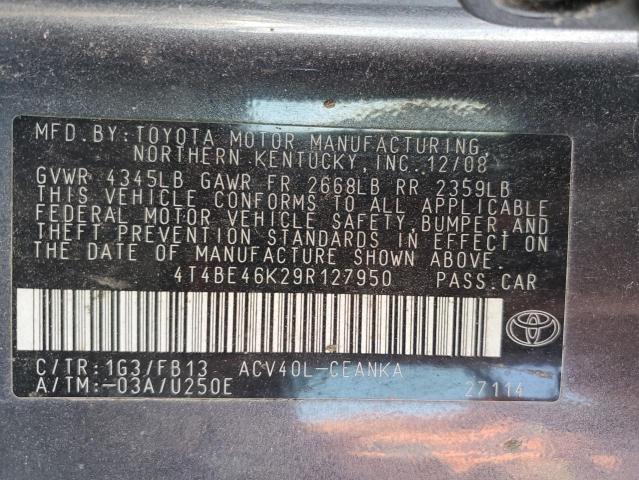 MFD.BY:TOYOTA MOTOR MANUFACTURING
NORTHERN KENTUCKY, INC. 12/08
GVWR 4345LB GAWR FR 2668LB RR 2359LB
THIS VEHICLE CONFORMS TO ALL APPLICABLE
FEDERAL MOTOR VEHICLE SAFETY, BUMPER, AND
THEFT PREVENTION STANDARDS IN EFFECT ON
THE DATE OF MANUFACTURE SHOWN ABOVE.
4T4BE46K29R127950 PASS.CAR
C/TR:1G3/FB13 ACV40L-CEANKA
A/TM:-03A/U250E 27114